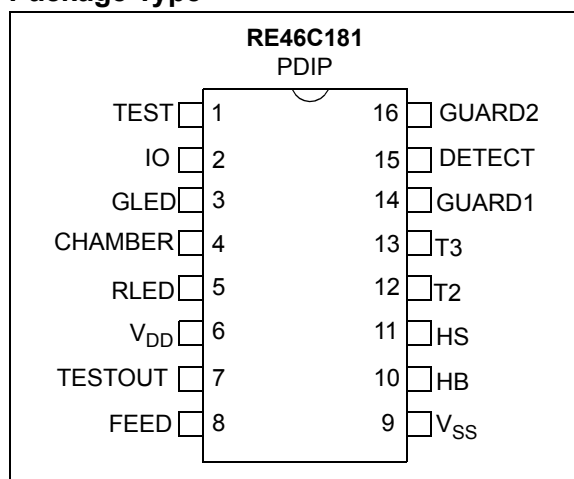 Package Type
RE46C181
PDIP
TEST 1 16 GUARD2
IO 2 15 DETECT
GLED 3 14 GUARD1
CHAMBER 4 13 T3
RLED 5 12 T2
VDD 6 11 HS
TESTOUT 7 10 HB
FEED 8 9 VSS